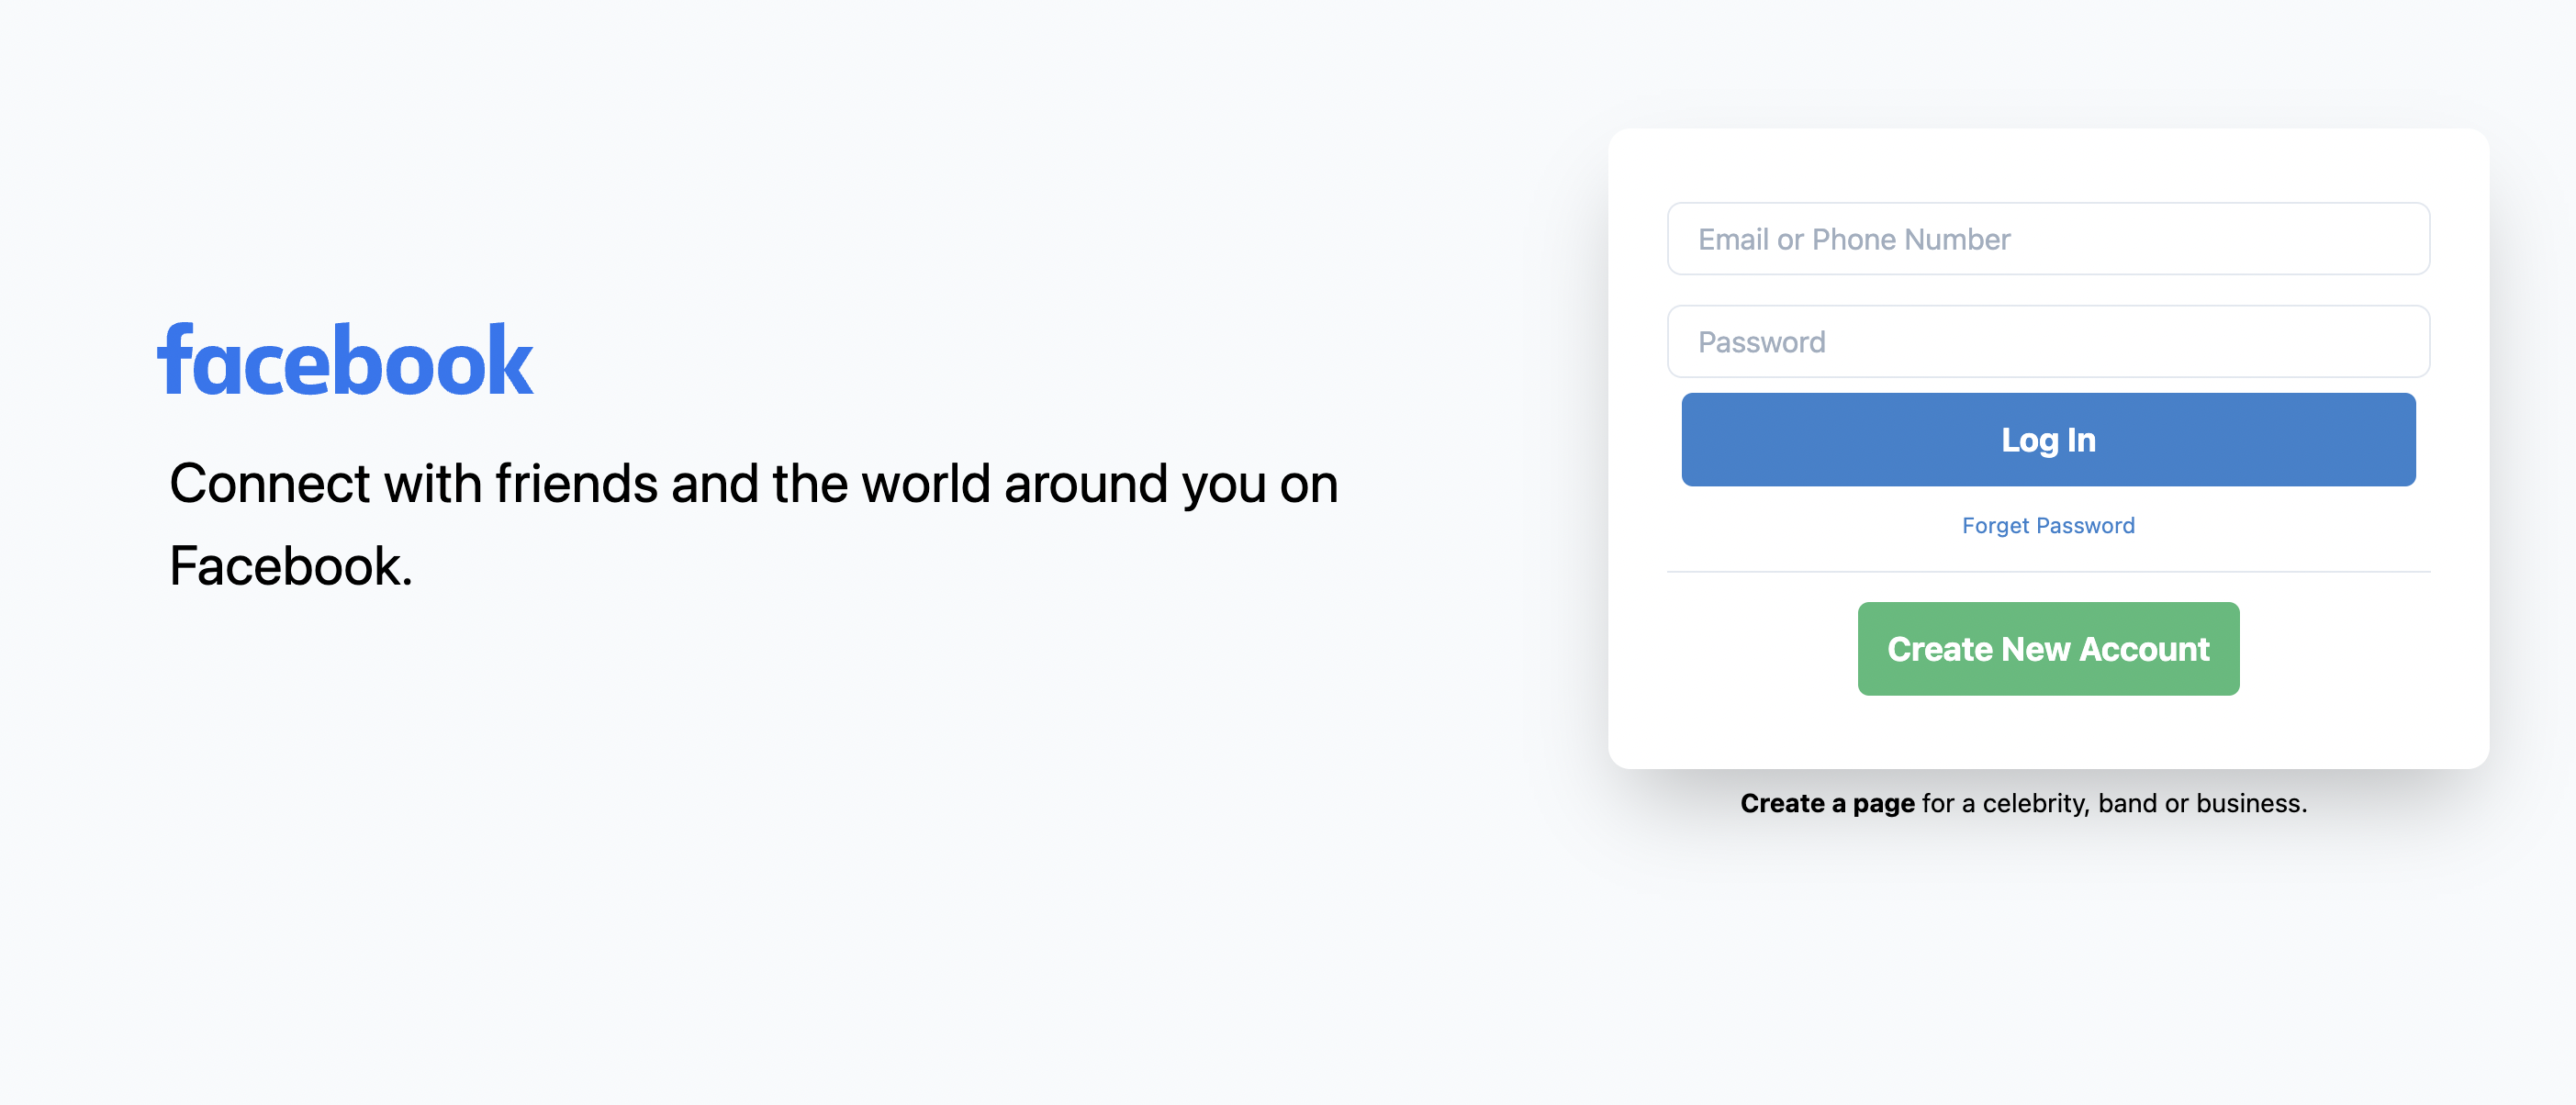 facebook
Connect with friends and the world around you on
Facebook.
Email or Phone Number
Password
Log In
Forget Password
Create New Account
Create a page for a celebrity, band or business.